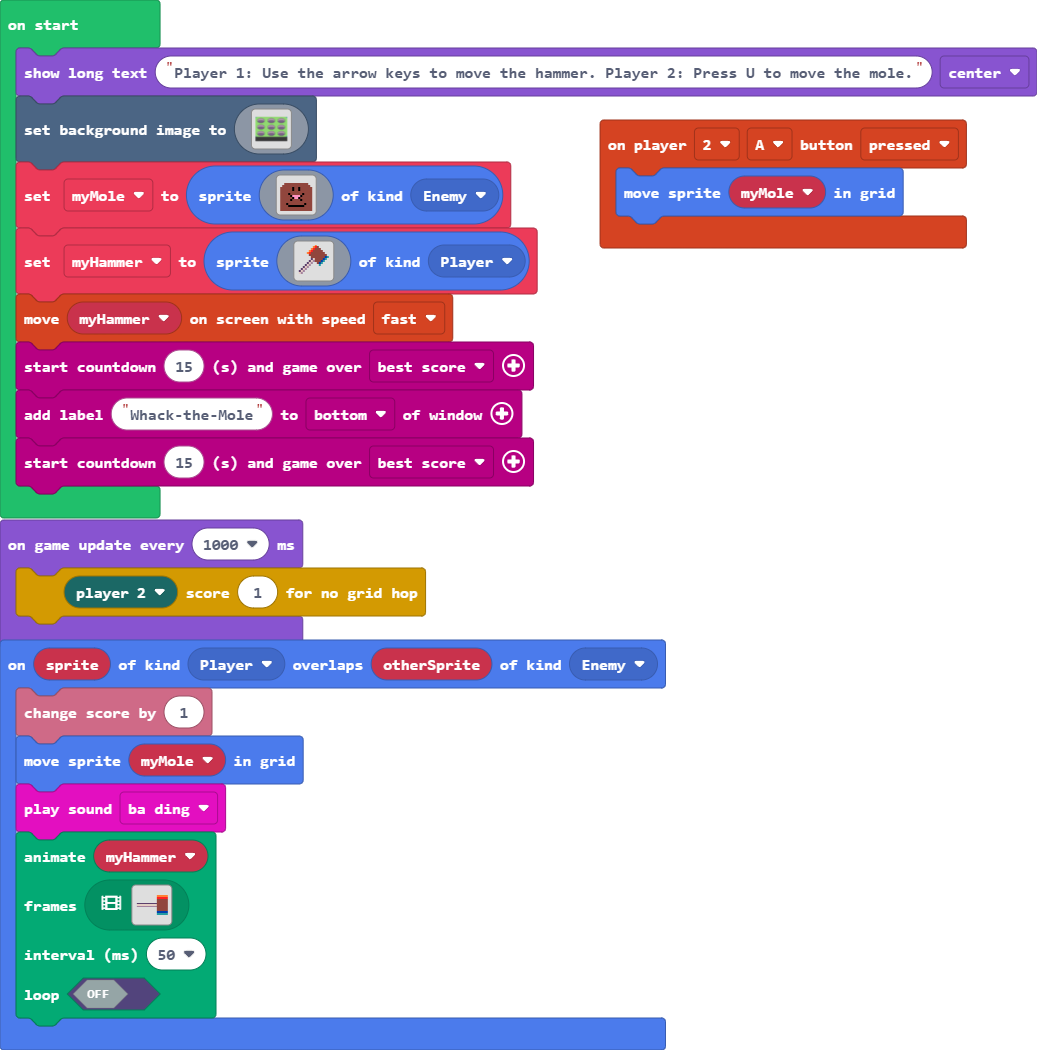 on start
show long text "Player 1: Use the arrow keys to move the hammer. Player 2: Press U to move the mole." center
set background image to
set myMole to sprite of kind Enemy
set myHammer to sprite of kind Player
move myHammer on screen with speed fast
start countdown 15 (s) and game over best score
add label "Whack-the-Mole" to bottom of window
start countdown 15 (s) and game over best score
on player 2 A button pressed
move sprite myMole in grid
on game update every 1000 ms
player 2 score 1 for no grid hop
on sprite of kind Player overlaps otherSprite of kind Enemy
change score by 1
move sprite myMole in grid
play sound ba ding
animate myHammer
frames
interval (ms) 50
loop OFF